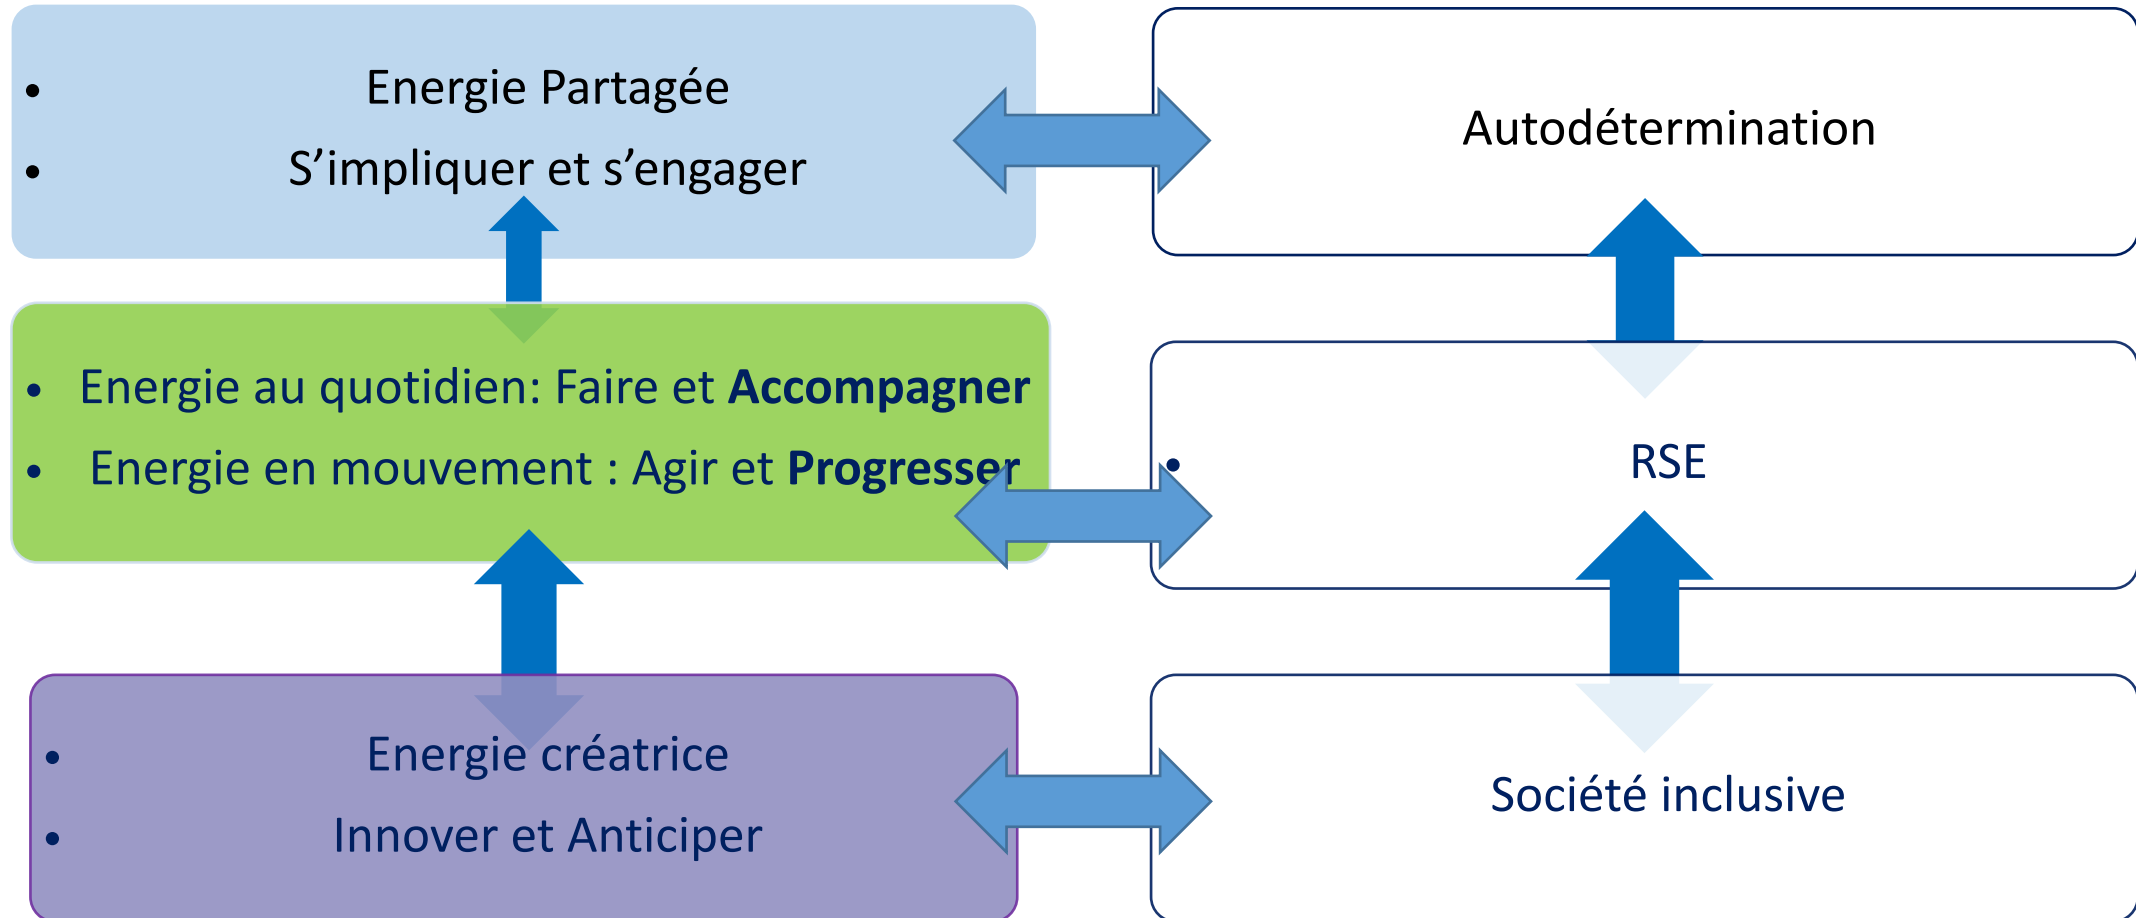 • Energie Partagée
• S’impliquer et s’engager
Autodétermination
• Energie au quotidien: Faire et Accompagner
• Energie en mouvement : Agir et Progresser
• RSE
• Energie créatrice
• Innover et Anticiper
Société inclusive